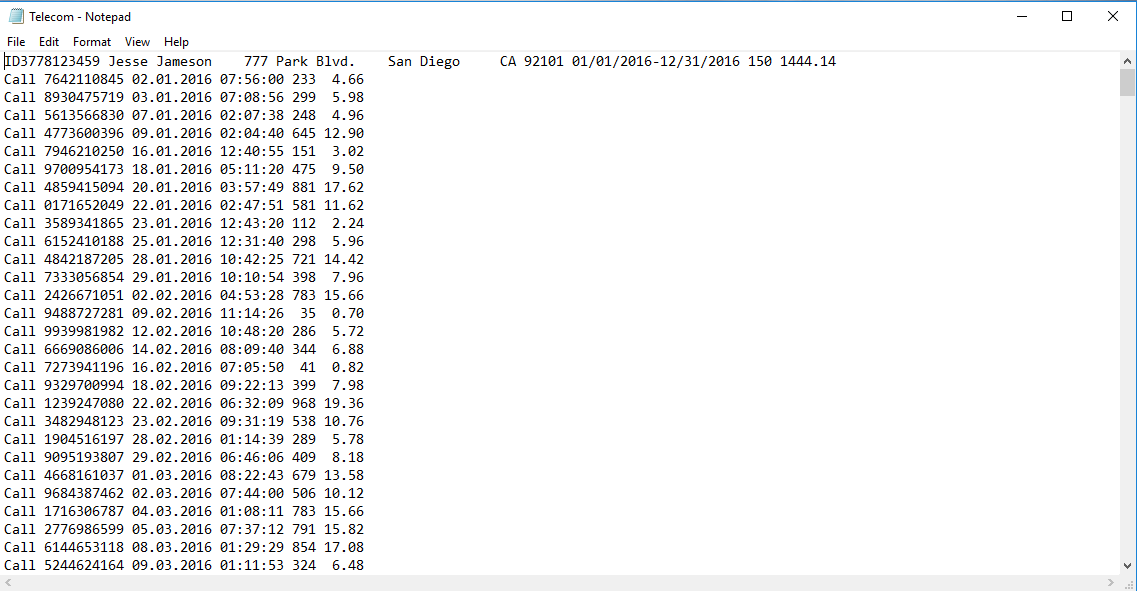 Telecom - Notepad
File Edit Format View Help
ID3778123459 Jesse Jameson    777 Park Blvd.    San Diego     CA 92101 01/01/2016-12/31/2016 150 1444.14
Call 7642110845 02.01.2016 07:56:00 233  4.66
Call 8930475719 03.01.2016 07:08:56 299  5.98
Call 5613566830 07.01.2016 02:07:38 248  4.96
Call 4773600396 09.01.2016 02:04:40 645 12.90
Call 7946210250 16.01.2016 12:40:55 151  3.02
Call 9700954173 18.01.2016 05:11:20 475  9.50
Call 4859415094 20.01.2016 03:57:49 881 17.62
Call 0171652049 22.01.2016 02:47:51 581 11.62
Call 3589341865 23.01.2016 12:43:20 112  2.24
Call 6152410188 25.01.2016 12:31:40 298  5.96
Call 4842187205 28.01.2016 10:42:25 721 14.42
Call 7333056854 29.01.2016 10:10:54 398  7.96
Call 2426671051 02.02.2016 04:53:28 783 15.66
Call 9488727281 09.02.2016 11:14:26  35  0.70
Call 9939981982 12.02.2016 10:48:20 286  5.72
Call 6669086006 14.02.2016 08:09:40 344  6.88
Call 7273941196 16.02.2016 07:05:50  41  0.82
Call 9329700994 18.02.2016 09:22:13 399  7.98
Call 1239247080 22.02.2016 06:32:09 968 19.36
Call 3482948123 23.02.2016 09:31:19 538 10.76
Call 1904516197 28.02.2016 01:14:39 289  5.78
Call 9095193807 29.02.2016 06:46:06 409  8.18
Call 4668161037 01.03.2016 08:22:43 679 13.58
Call 9684387462 02.03.2016 07:44:00 506 10.12
Call 1716306787 04.03.2016 01:08:11 783 15.66
Call 2776986599 05.03.2016 07:37:12 791 15.82
Call 6144653118 08.03.2016 01:29:29 854 17.08
Call 5244624164 09.03.2016 01:11:53 324  6.48